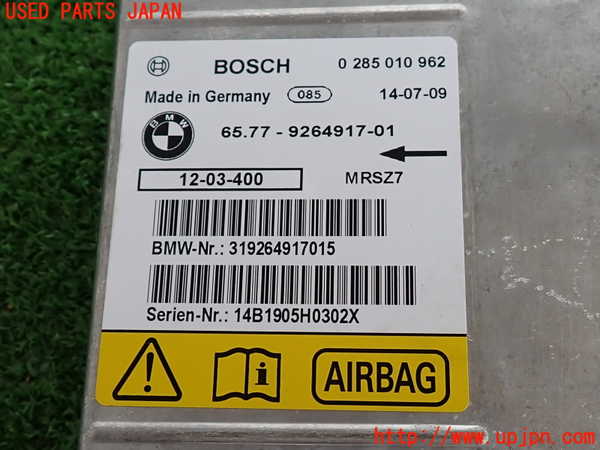 USED PARTS JAPAN
BOSCH 0 285 010 962
Made in Germany 085 14-07-09
BMW 65.77 - 9264917-01
12-03-400 MRSZ7
BMW-Nr.: 319264917015
Serien-Nr.: 14B1905H0302X
AIRBAG
http://www.upjpn.com/